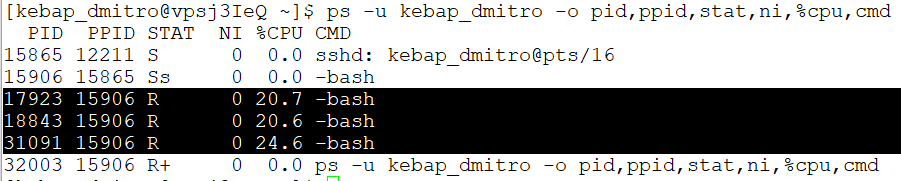 [kebap_dmitro@vpsj3IeQ ~]$ ps -u kebap_dmitro -o pid,ppid,stat,ni,%cpu,cmd
  PID  PPID STAT  NI %CPU CMD
15865 12211 S      0  0.0 sshd: kebap_dmitro@pts/16
15906 15865 Ss     0  0.0 -bash
17923 15906 R      0 20.7 -bash
18843 15906 R      0 20.6 -bash
31091 15906 R      0 24.6 -bash
32003 15906 R+     0  0.0 ps -u kebap_dmitro -o pid,ppid,stat,ni,%cpu,cmd